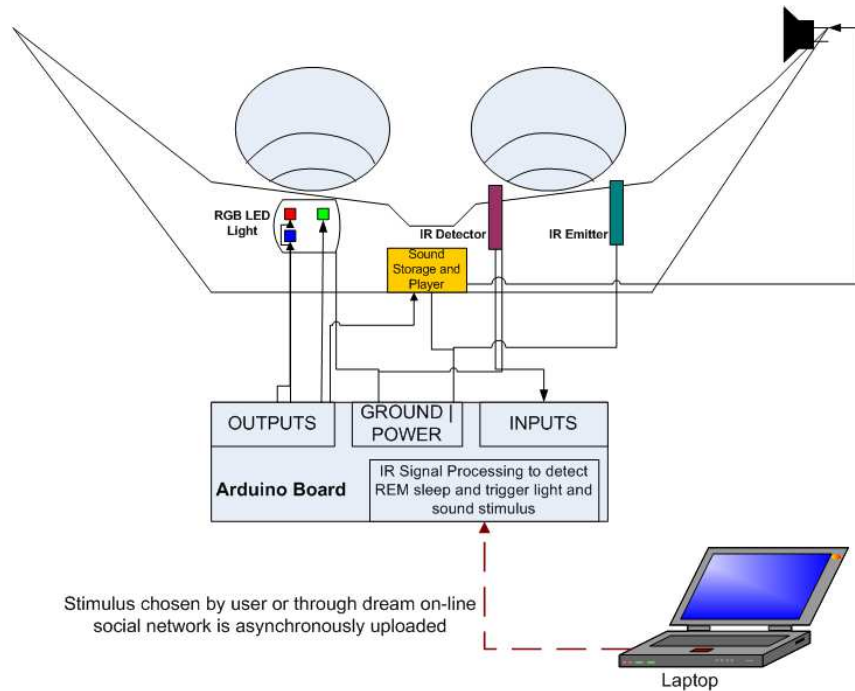 RGB LED
Light
IR Detector
IR Emitter
Sound
Storage and
Player
OUTPUTS
GROUND |
POWER
INPUTS
Arduino Board
IR Signal Processing to detect
REM sleep and trigger light and
sound stimulus
Stimulus chosen by user or through dream on-line
social network is asynchronously uploaded
Laptop